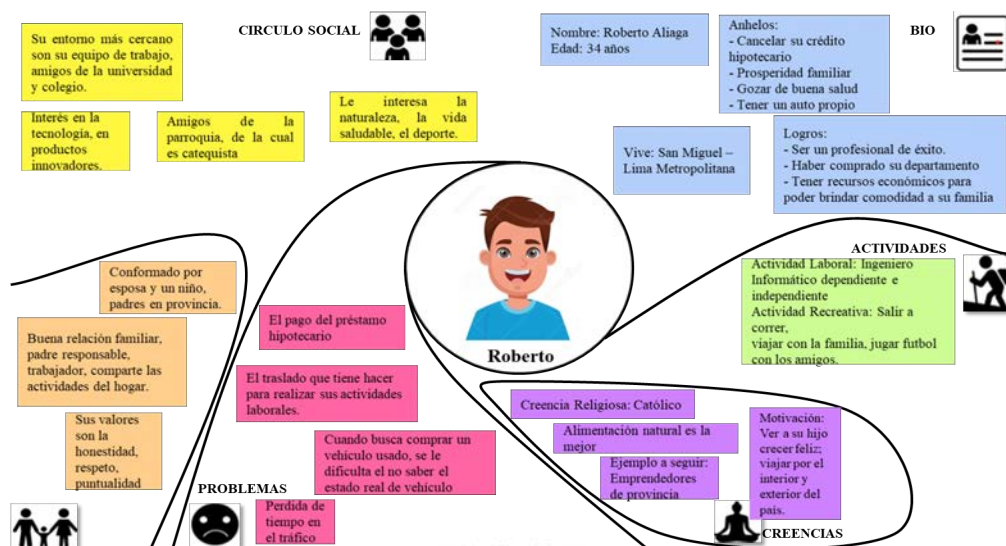 CIRCULO SOCIAL
Su entorno más cercano
son su equipo de trabajo,
amigos de la universidad
y colegio.
Interés en la
tecnología, en
productos
innovadores.
Amigos de la
parroquia, de la cual
es catequista
Le interesa la
naturaleza, la vida
saludable, el deporte.
BIO
Nombre: Roberto Aliaga
Edad: 34 años
Anhelos:
- Cancelar su crédito
hipotecario
- Prosperidad familiar
- Gozar de buena salud
- Tener un auto propio
Vive: San Miguel –
Lima Metropolitana
Logros:
- Ser un profesional de éxito.
- Haber comprado su departamento
- Tener recursos económicos para
poder brindar comodidad a su familia
Roberto
ACTIVIDADES
Actividad Laboral: Ingeniero
Informático dependiente e
independiente
Actividad Recreativa: Salir a
correr,
viajar con la familia, jugar futbol
con los amigos.
Conformado por
esposa y un niño,
padres en provincia.
Buena relación familiar,
padre responsable,
trabajador, comparte las
actividades del hogar.
Sus valores
son la
honestidad,
respeto,
puntualidad
El pago del préstamo
hipotecario
El traslado que tiene hacer
para realizar sus actividades
laborales.
Cuando busca comprar un
vehículo usado, se le
dificulta el no saber el
estado real de vehículo
PROBLEMAS
Perdida de
tiempo en
el tráfico
Creencia Religiosa: Católico
Alimentación natural es la
mejor
Ejemplo a seguir:
Emprendedores
de provincia
Motivación:
Ver a su hijo
crecer feliz;
viajar por el
interior y
exterior del
país.
CREENCIAS